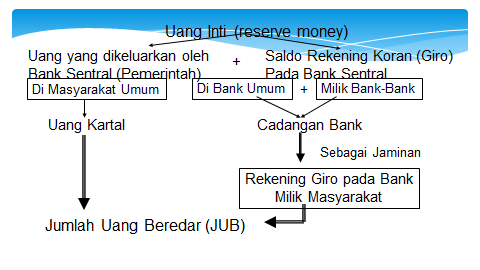 Uang Inti (reserve money)
Uang yang dikeluarkan oleh
Bank Sentral (Pemerintah)
+
Saldo Rekening Koran (Giro)
Pada Bank Sentral
Di Masyarakat Umum
Di Bank Umum
+
Milik Bank-Bank
Uang Kartal
Cadangan Bank
Sebagai Jaminan
Rekening Giro pada Bank
Milik Masyarakat
Jumlah Uang Beredar (JUB)